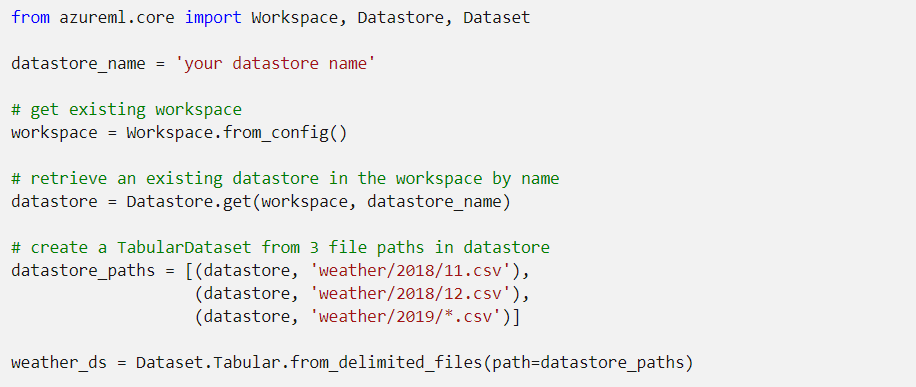 from azureml.core import Workspace, Datastore, Dataset
datastore_name = 'your datastore name'
# get existing workspace
workspace = Workspace.from_config()
# retrieve an existing datastore in the workspace by name
datastore = Datastore.get(workspace, datastore_name)
# create a TabularDataset from 3 file paths in datastore
datastore_paths = [(datastore, 'weather/2018/11.csv'),
(datastore, 'weather/2018/12.csv'),
(datastore, 'weather/2019/*.csv')]
weather_ds = Dataset.Tabular.from_delimited_files(path=datastore_paths)